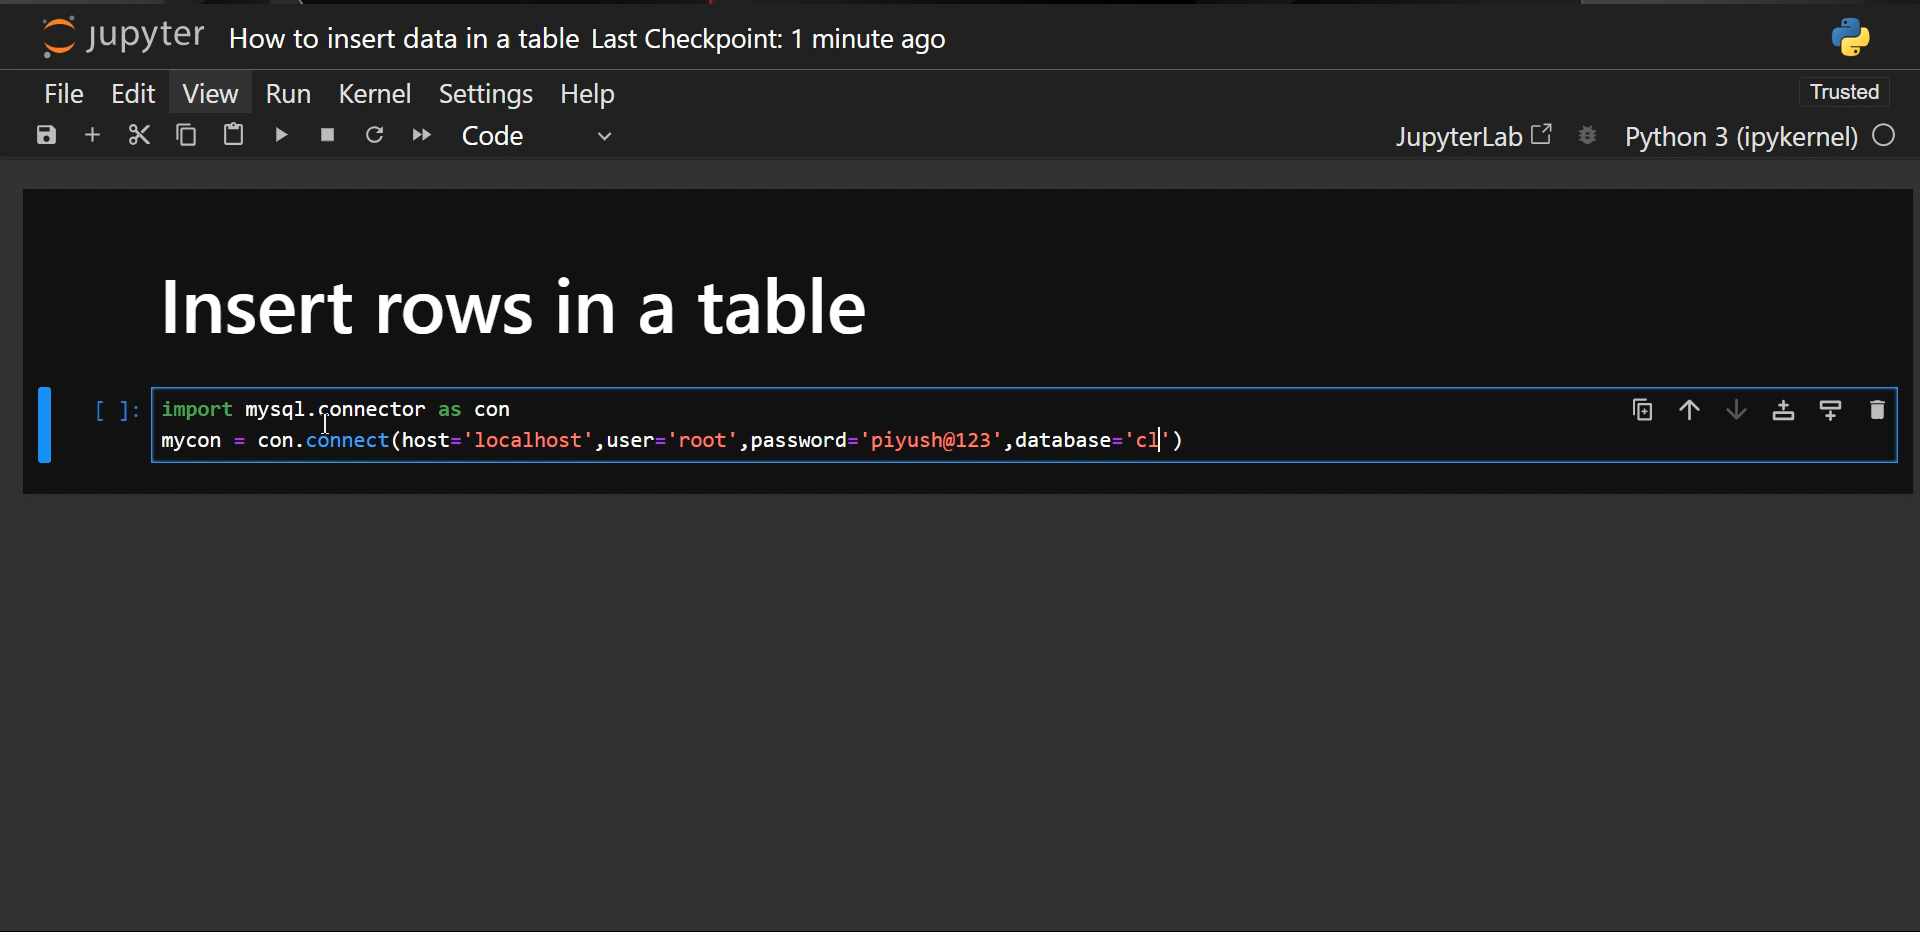 jupyter How to insert data in a table Last Checkpoint: 1 minute ago
File Edit View Run Kernel Settings Help Trusted
Code JupyterLab Python 3 (ipykernel)
Insert rows in a table
[ ]: import mysql.connector as con
mycon = con.connect(host='localhost',user='root',password='piyush@123',database='cl')